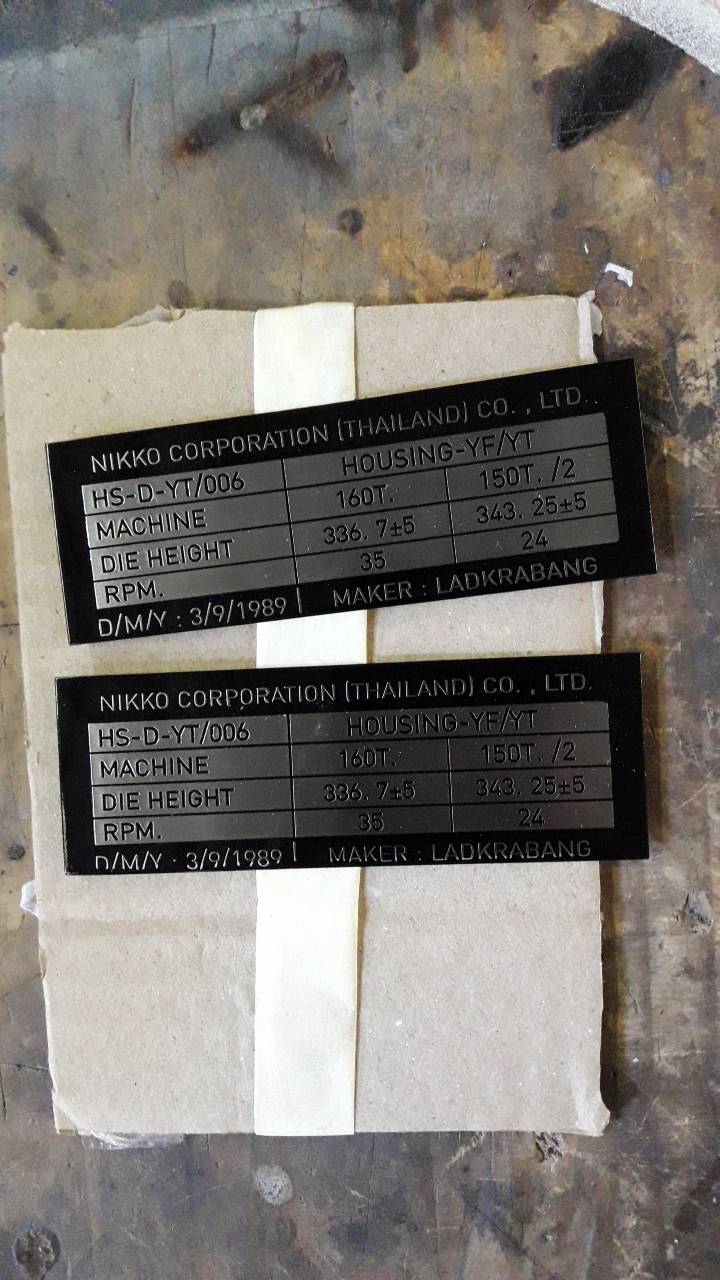 NIKKO CORPORATION (THAILAND) CO. , LTD.
HS-D-YT/006 HOUSING-YF/YT
MACHINE 160T. 150T. /2
DIE HEIGHT 336. 7±5 343. 25±5
RPM. 35 24
D/M/Y : 3/9/1989 MAKER : LADKRABANG
NIKKO CORPORATION (THAILAND) CO. , LTD.
HS-D-YT/006 HOUSING-YF/YT
MACHINE 160T. 150T. /2
DIE HEIGHT 336. 7±5 343. 25±5
RPM. 35 24
D/M/Y : 3/9/1989 MAKER : LADKRABANG